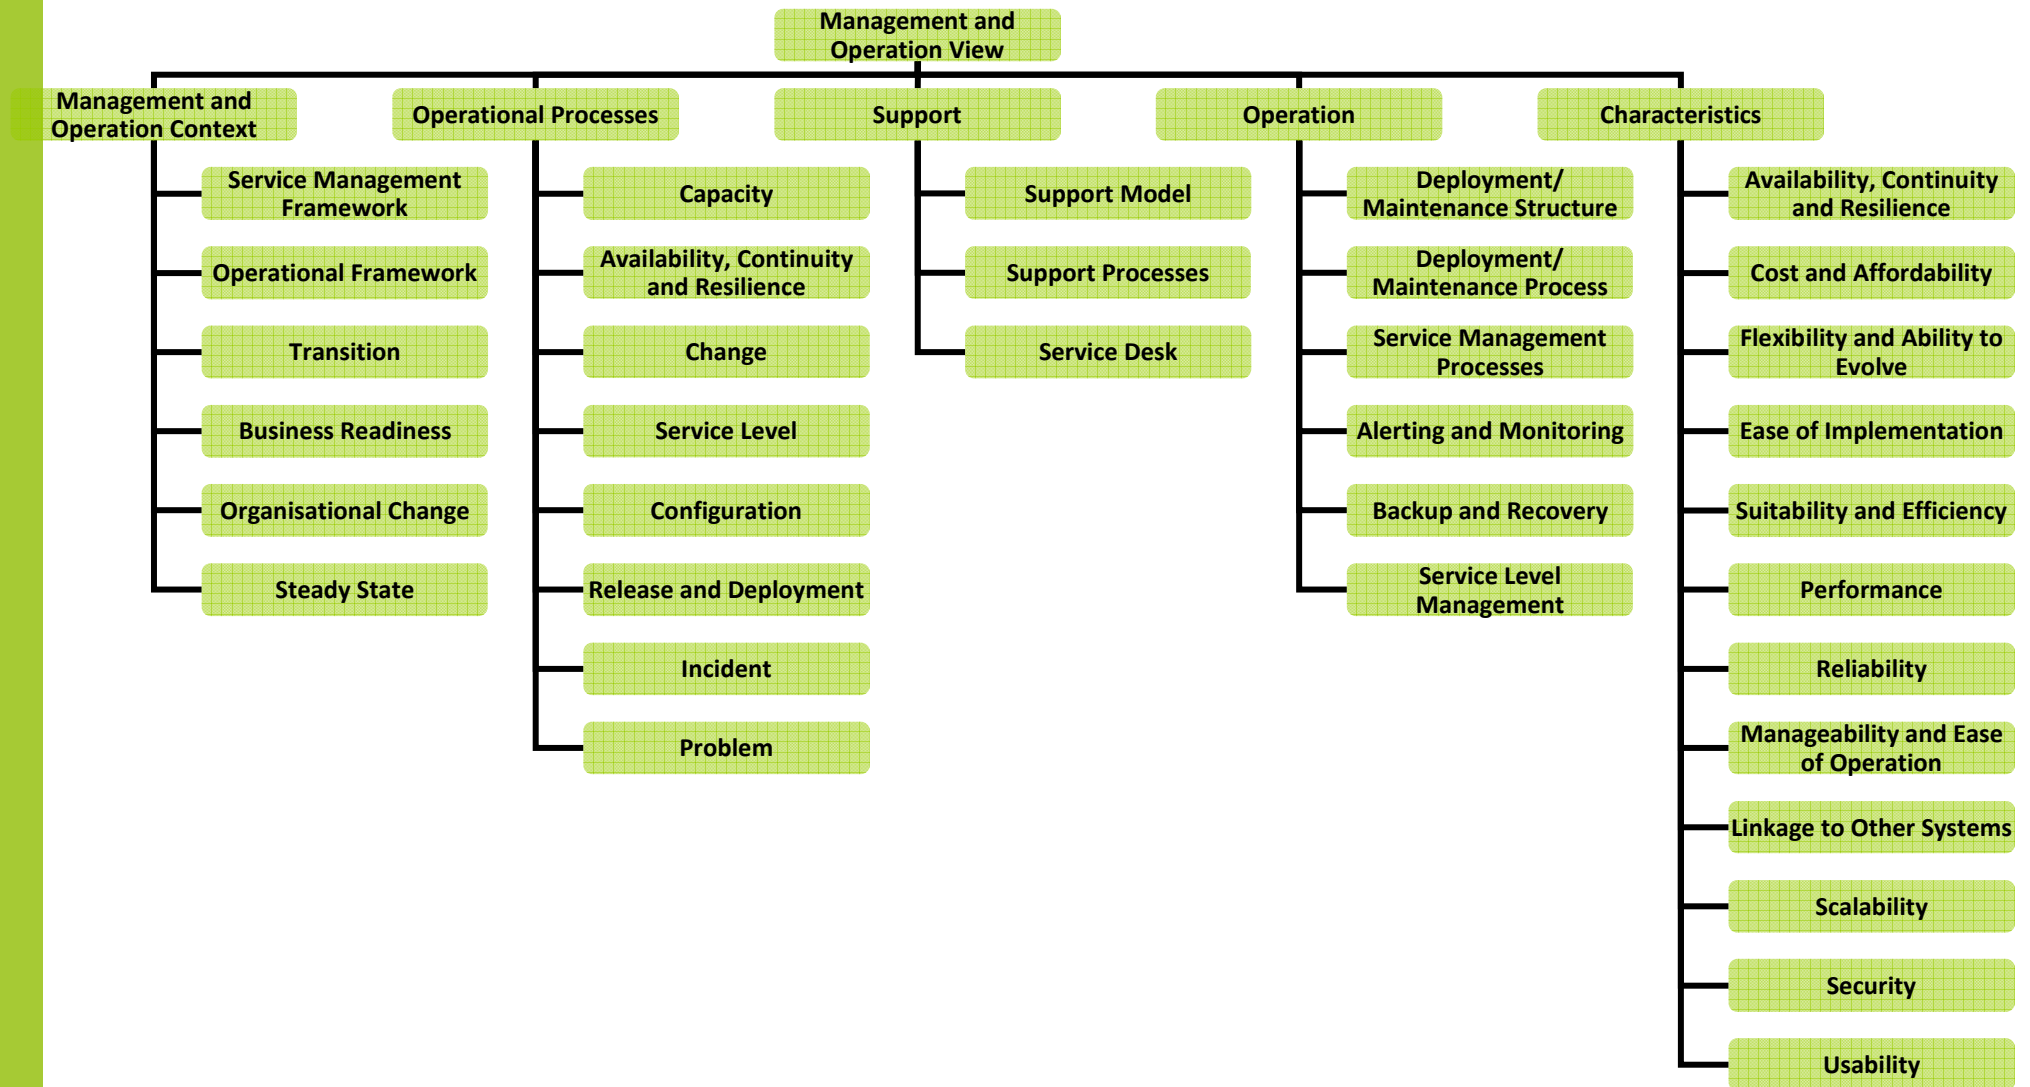 Management and
Operation View
Management and
Operation Context
Service Management
Framework
Operational Framework
Transition
Business Readiness
Organisational Change
Steady State
Operational Processes
Capacity
Availability, Continuity
and Resilience
Change
Service Level
Configuration
Release and Deployment
Incident
Problem
Support
Support Model
Support Processes
Service Desk
Operation
Deployment/
Maintenance Structure
Deployment/
Maintenance Process
Service Management
Processes
Alerting and Monitoring
Backup and Recovery
Service Level
Management
Characteristics
Availability, Continuity
and Resilience
Cost and Affordability
Flexibility and Ability to
Evolve
Ease of Implementation
Suitability and Efficiency
Performance
Reliability
Manageability and Ease
of Operation
Linkage to Other Systems
Scalability
Security
Usability